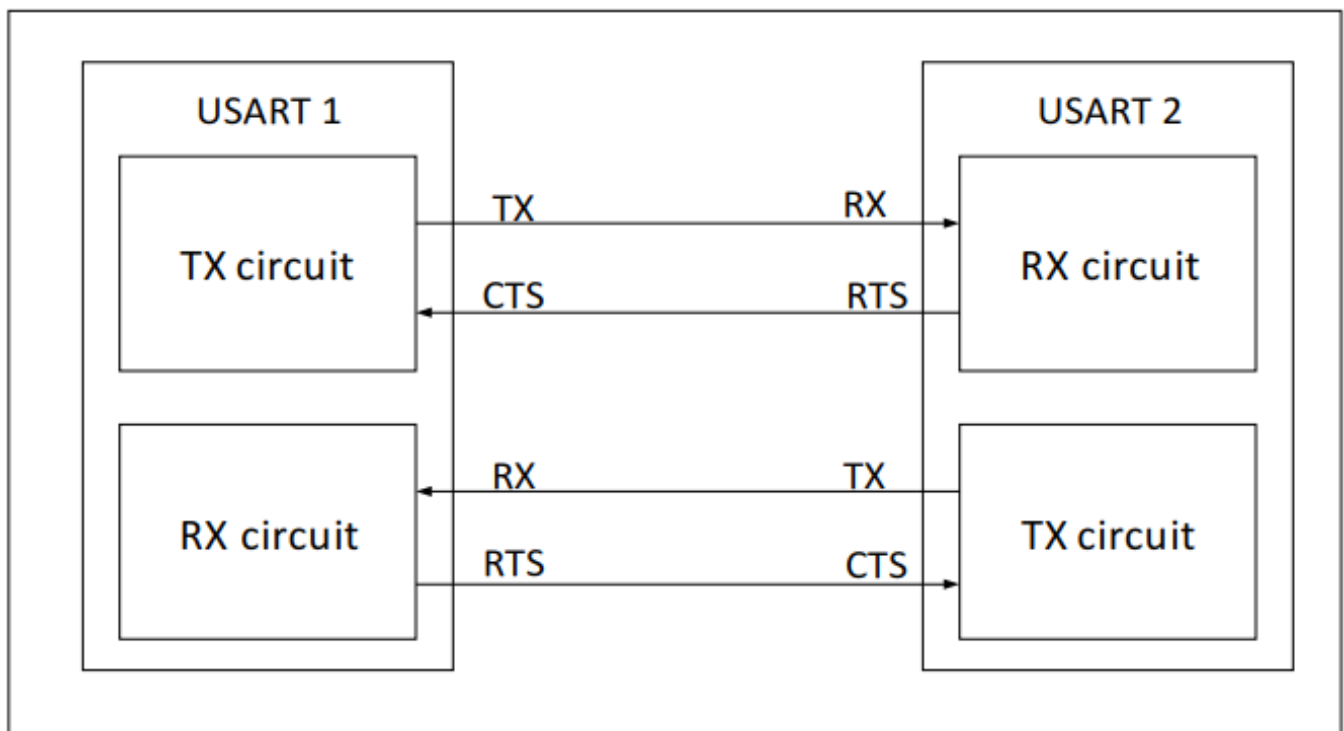 USART 1
USART 2
TX circuit
TX
RX
RX circuit
CTS
RTS
RX circuit
RX
TX
TX circuit
RTS
CTS